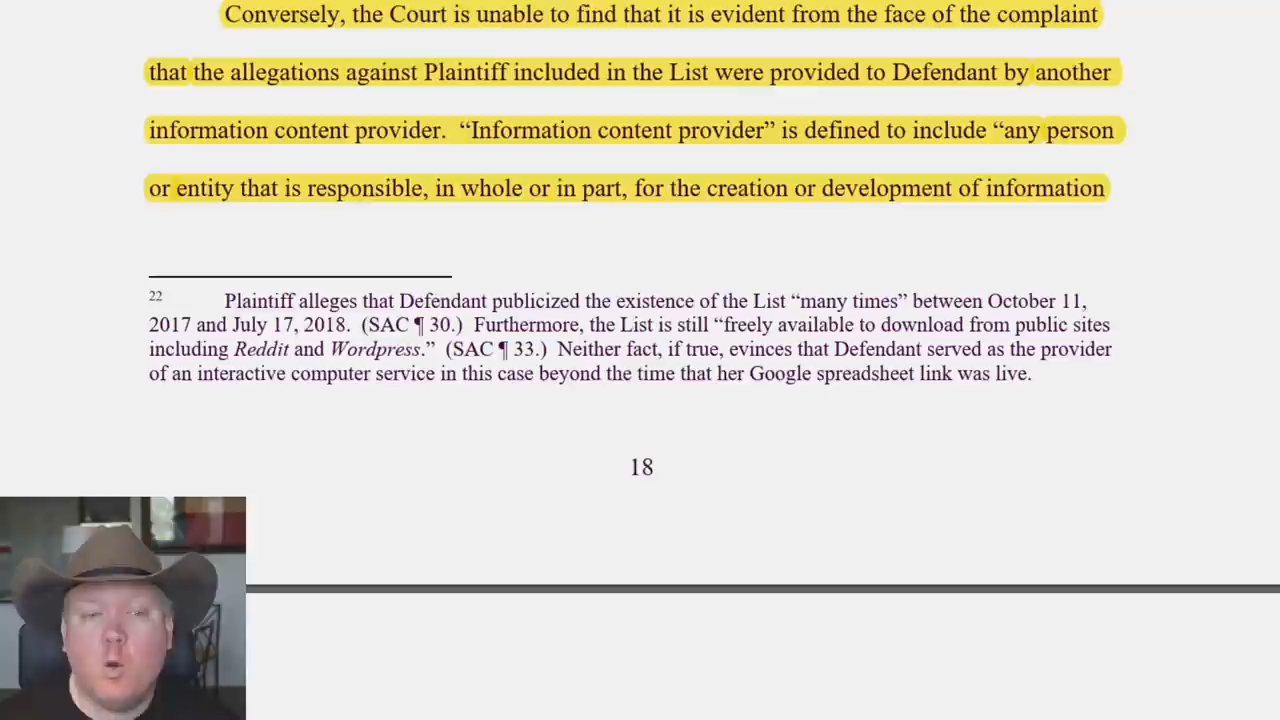 Conversely, the Court is unable to find that it is evident from the face of the complaint
that the allegations against Plaintiff included in the List were provided to Defendant by another
information content provider. “Information content provider” is defined to include “any person
or entity that is responsible, in whole or in part, for the creation or development of information
22 Plaintiff alleges that Defendant publicized the existence of the List “many times” between October 11,
2017 and July 17, 2018. (SAC ¶ 30.) Furthermore, the List is still “freely available to download from public sites
including Reddit and Wordpress.” (SAC ¶ 33.) Neither fact, if true, evinces that Defendant served as the provider
of an interactive computer service in this case beyond the time that her Google spreadsheet link was live.
18